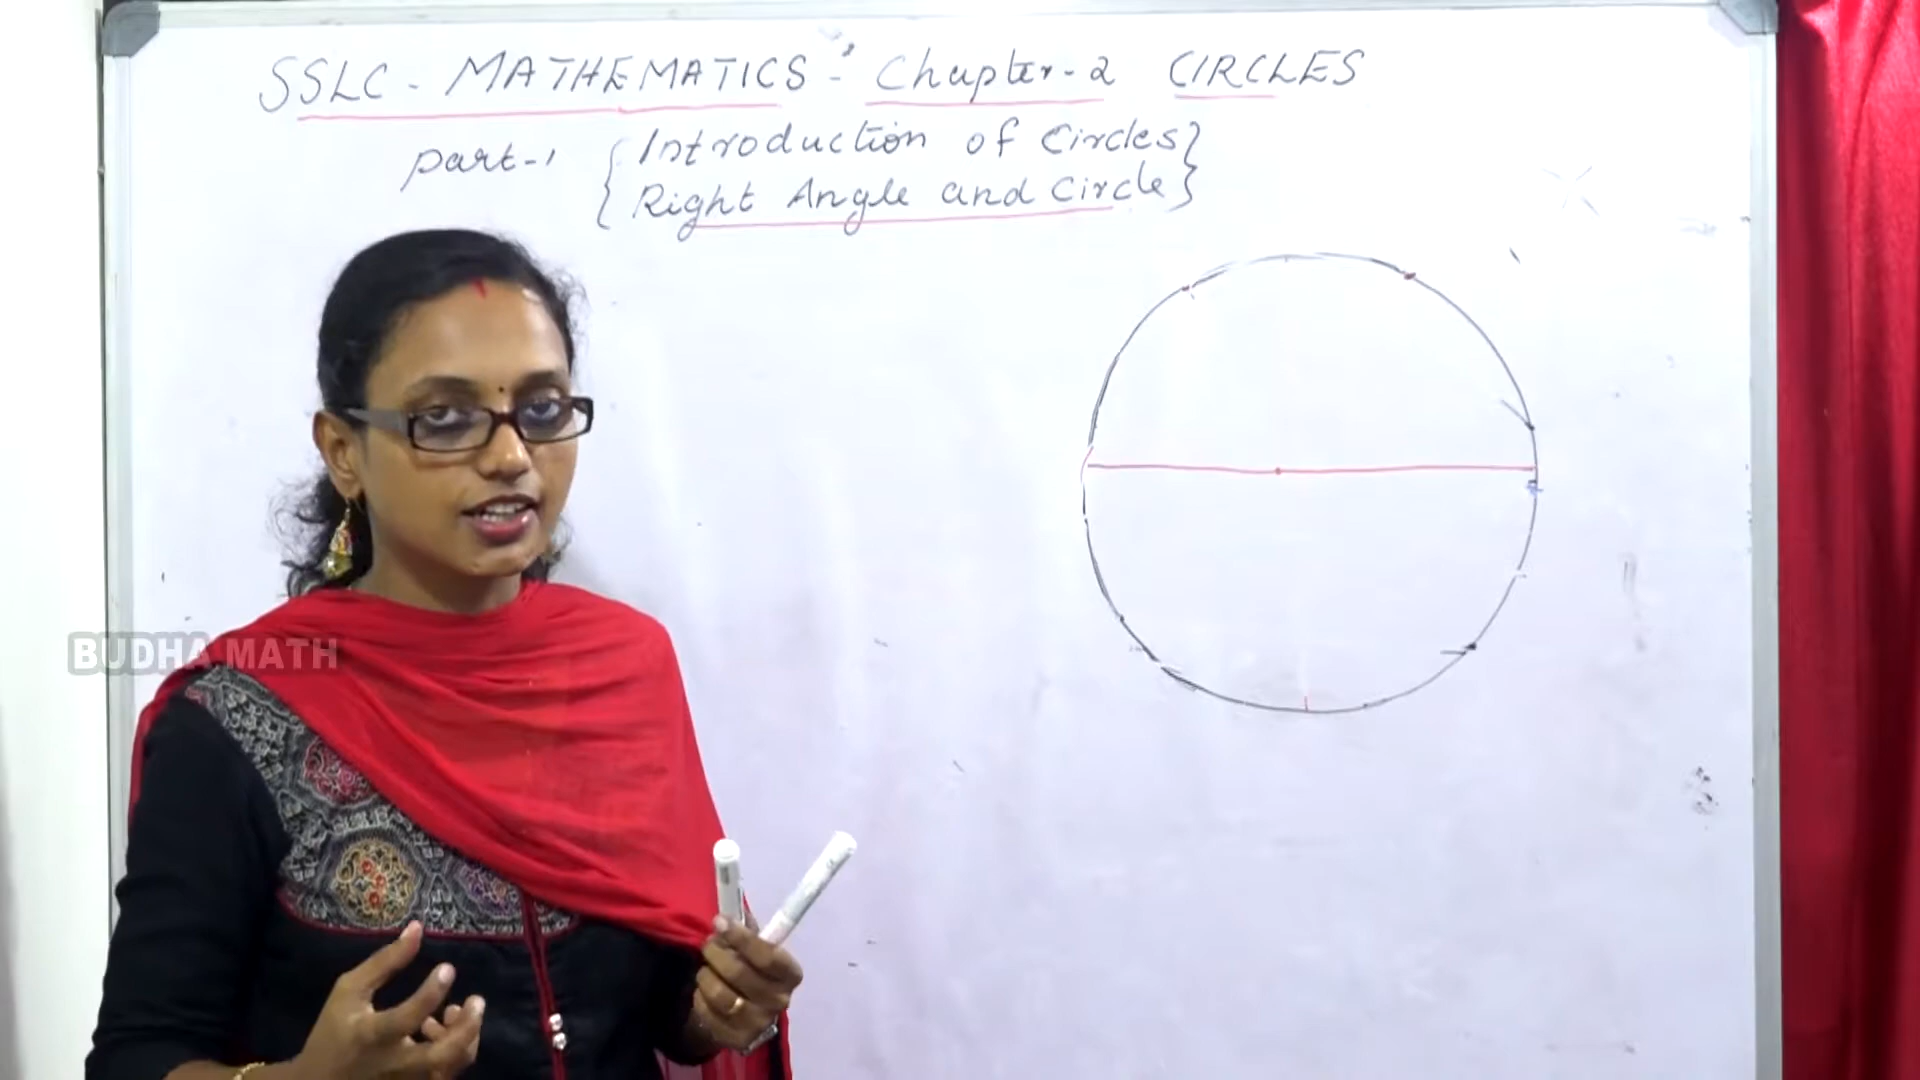 SSLC - MATHEMATICS - Chapter-2 CIRCLES
part-1 { Introduction of Circles }
{ Right Angle and Circle }
BUDHA MATH